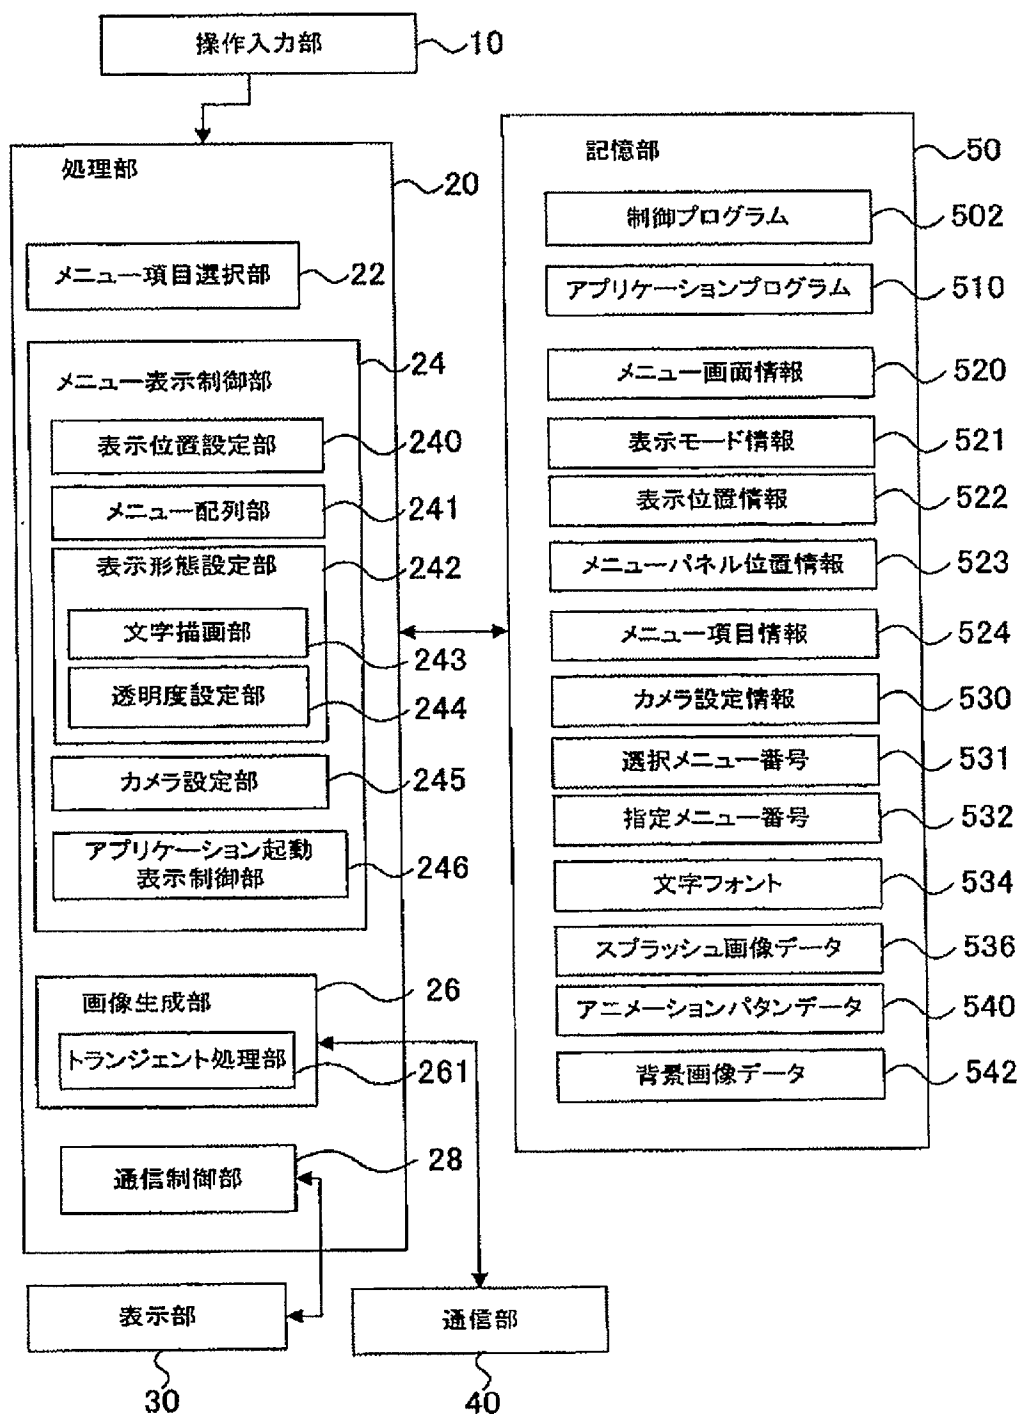 操作入力部
10
処理部
20
メニュー項目選択部
22
24
メニュー表示制御部
表示位置設定部
240
メニュー配列部
241
表示形態設定部
242
文字描画部
243
透明度設定部
244
カメラ設定部
245
アプリケーション起動
表示制御部
246
画像生成部
26
トランジェント処理部
261
通信制御部
28
表示部
30
通信部
40
記憶部
50
制御プログラム
502
アプリケーションプログラム
510
メニュー画面情報
520
表示モード情報
521
表示位置情報
522
メニューパネル位置情報
523
メニュー項目情報
524
カメラ設定情報
530
選択メニュー番号
531
指定メニュー番号
532
文字フォント
534
スプラッシュ画像データ
536
アニメーションパタンデータ
540
背景画像データ
542